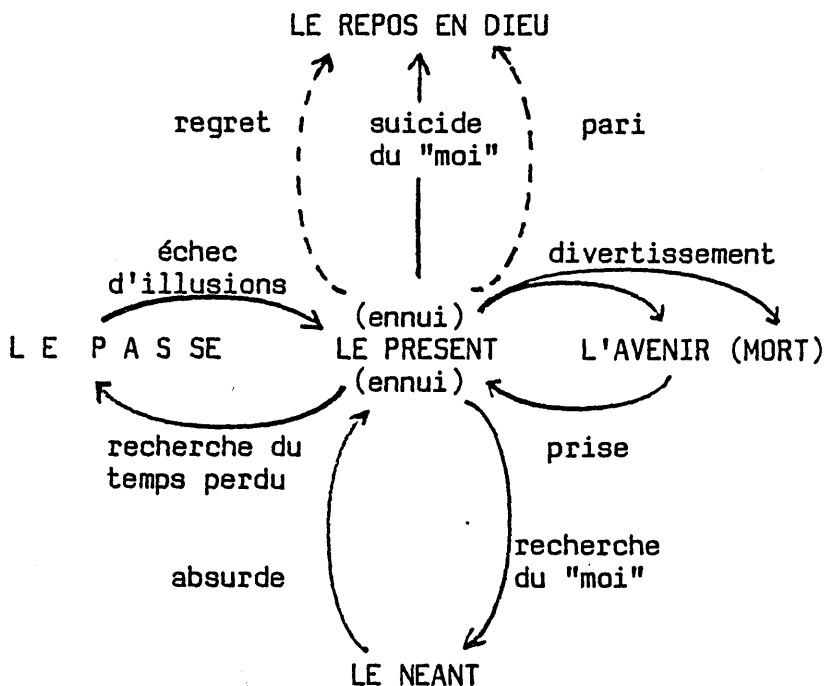 LE REPOS EN DIEU
regret
suicide
du "moi"
pari
échec
d'illusions
divertissement
(ennui)
L E P A S SE
LE PRESENT
L'AVENIR (MORT)
(ennui)
recherche du
temps perdu
prise
absurde
recherche
du "moi"
LE NEANT